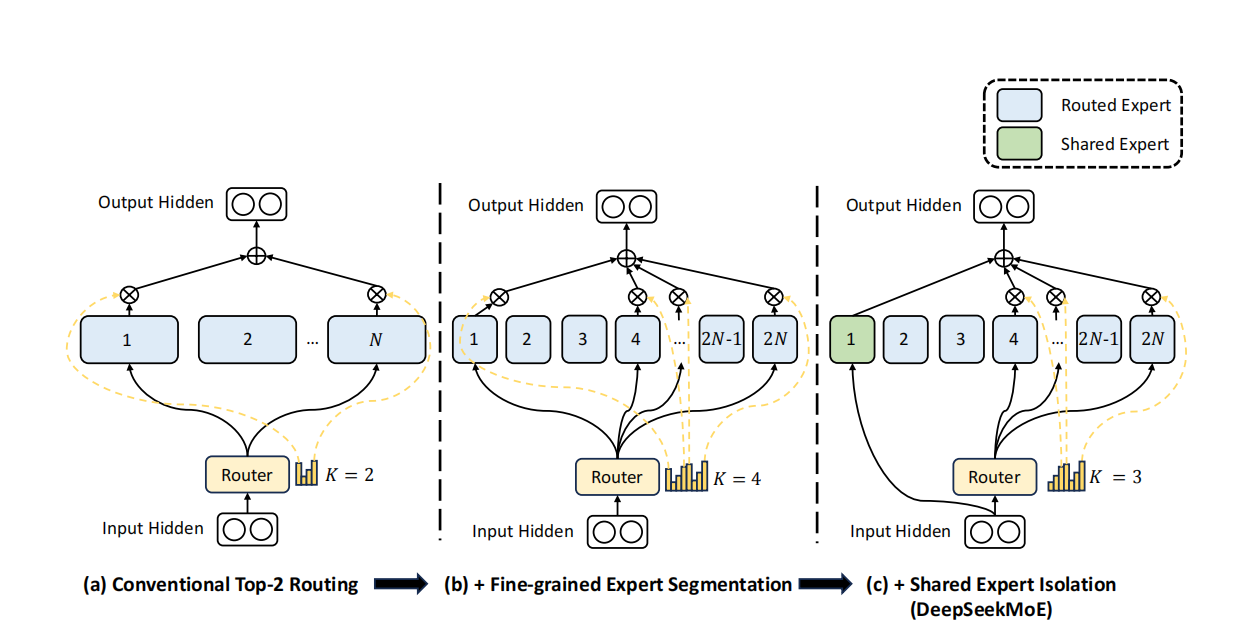 Routed Expert
Shared Expert
Output Hidden
1
2
...
N
Router
K = 2
Input Hidden
(a) Conventional Top-2 Routing
Output Hidden
1
2
3
4
...
2N-1
2N
Router
K = 4
Input Hidden
(b) + Fine-grained Expert Segmentation
Output Hidden
1
2
3
4
...
2N-1
2N
Router
K = 3
Input Hidden
(c) + Shared Expert Isolation
(DeepSeekMoE)